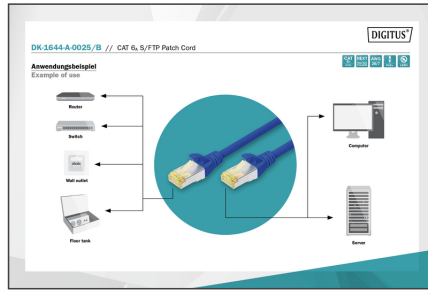 DIGITUS®
DK-1644-A-0025/B // CAT 6A S/FTP Patch Cord
Anwendungsbeispiel
Example of use
Router
Switch
Wall outlet
Floor tank
Computer
Server